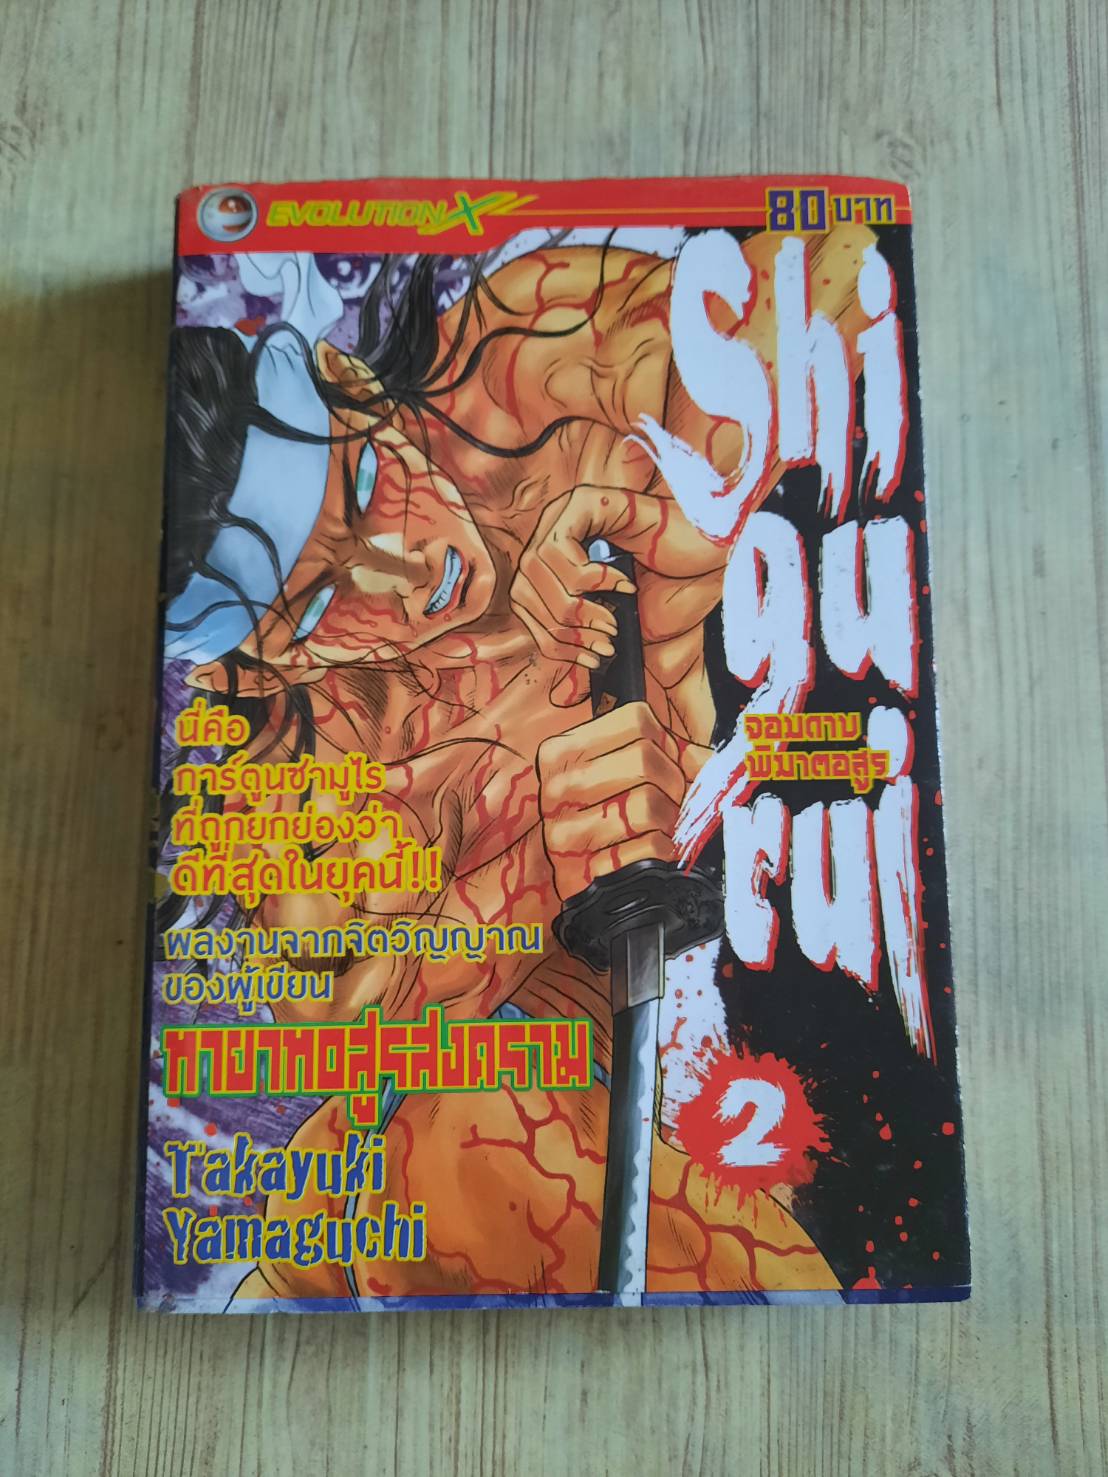 EVOLUTION X
80 บาท
Shi
gu
rui
จอมดาบ
พิฆาตอสูร
2
นี่คือ
การ์ตูนซามูไร
ที่ถูกยกย่องว่า
ดีที่สุดในยุคนี้!!
ผลงานจากจิตวิญญาณ
ของผู้เขียน
ทายาทอสูรสงคราม
Takayuki
Yamaguchi